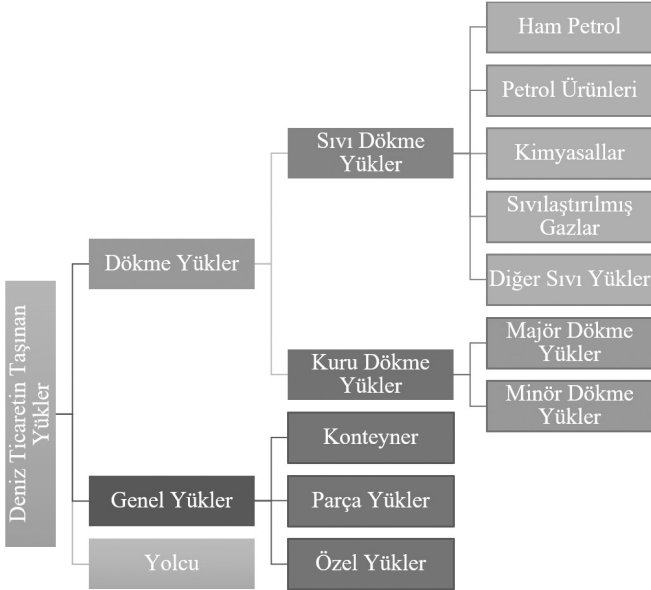 Deniz Ticaretin Taşınan
Yükler
Dökme Yükler
Sıvı Dökme
Yükler
Ham Petrol
Petrol Ürünleri
Kimyasallar
Sıvılaştırılmış
Gazlar
Diğer Sıvı Yükler
Kuru Dökme
Yükler
Majör Dökme
Yükler
Minör Dökme
Yükler
Genel Yükler
Konteyner
Parça Yükler
Özel Yükler
Yolcu